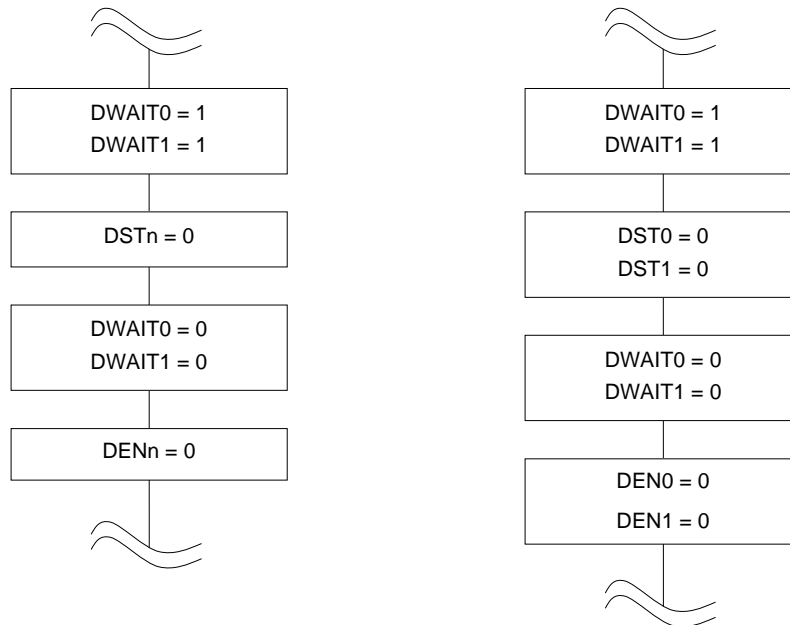 DWAIT0 = 1
DWAIT1 = 1
DSTn = 0
DWAIT0 = 0
DWAIT1 = 0
DENn = 0
DWAIT0 = 1
DWAIT1 = 1
DST0 = 0
DST1 = 0
DWAIT0 = 0
DWAIT1 = 0
DEN0 = 0
DEN1 = 0